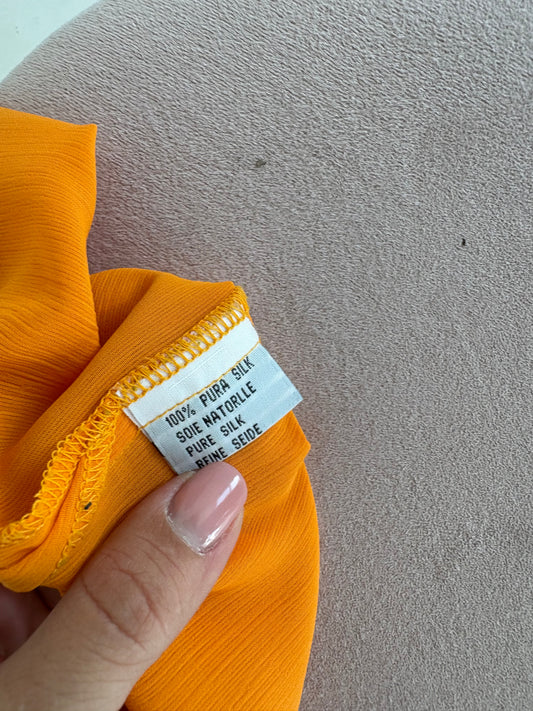 100% PURA SILK
SOIE NATORLLE
PURE SILK
REINE SEIDE